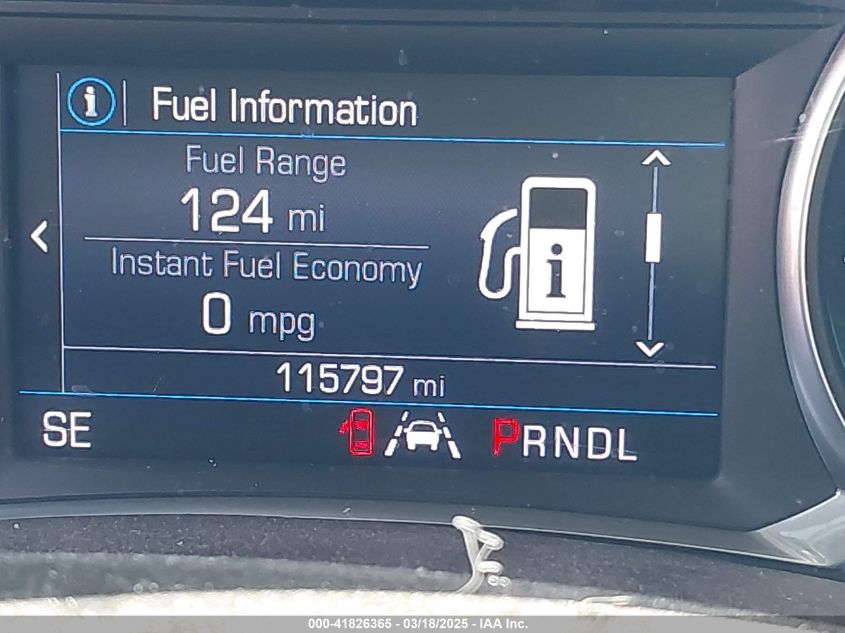 i Fuel Information
Fuel Range
124 mi
Instant Fuel Economy
0 mpg
i
115797 mi
SE PRNDL
000-41826365 - 03/18/2025 - IAA Inc.